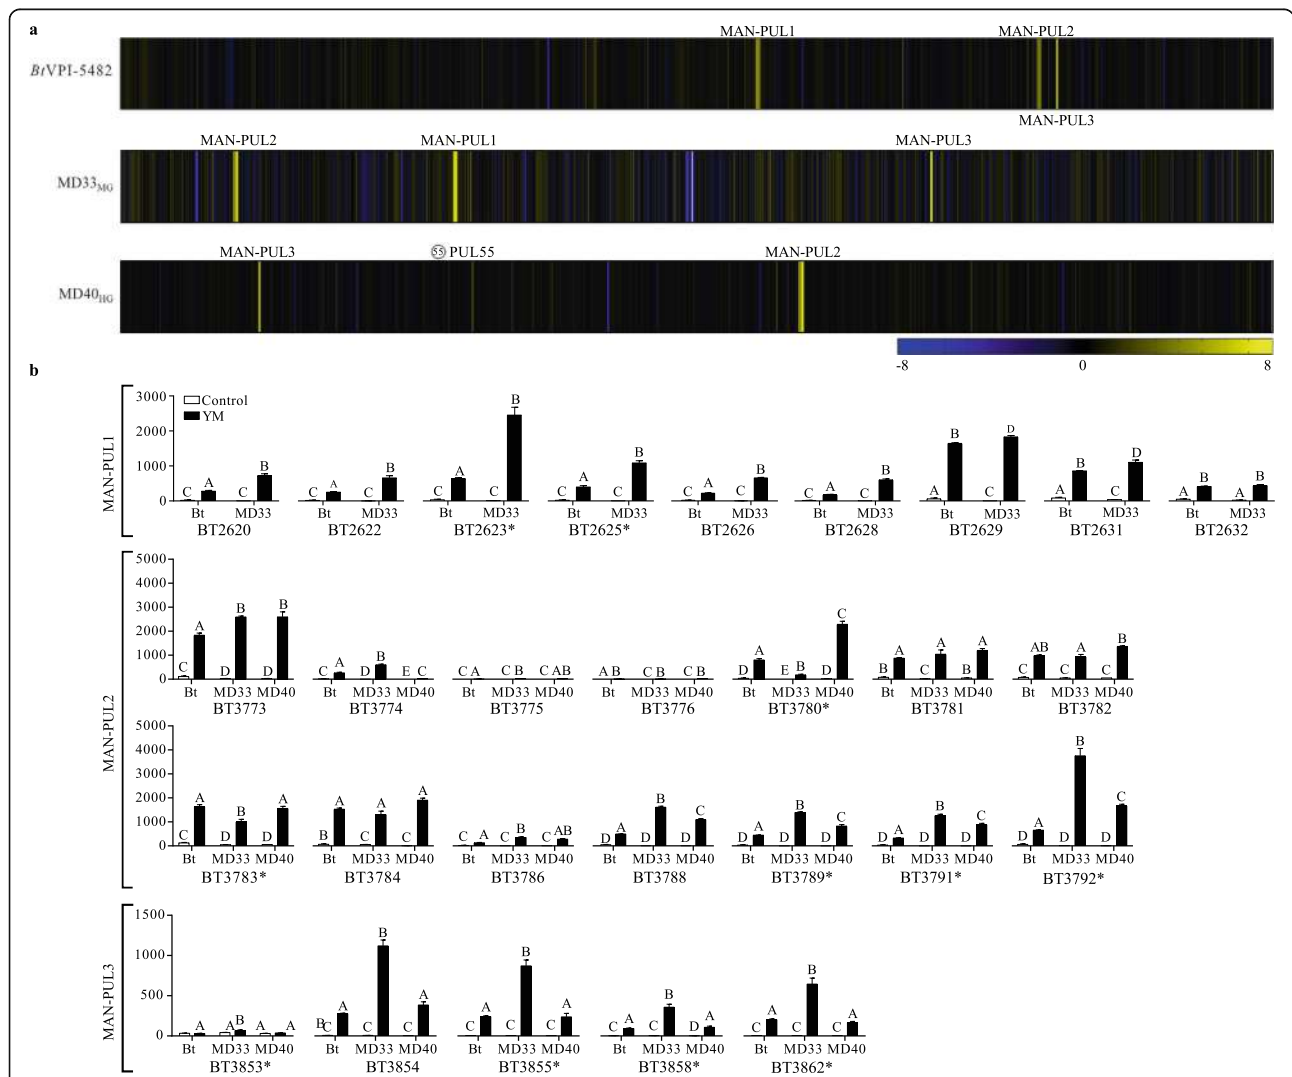 a
MAN-PUL1 MAN-PUL2
BtVPI-5482
MAN-PUL3
MAN-PUL2 MAN-PUL1 MAN-PUL3
MD33MG
MAN-PUL3 55 PUL55 MAN-PUL2
MD40HG
-8 0 8
b
MAN-PUL1
3000
2000
1000
0
Control
YM
C A C B
C A C B
C A C B
C A C B
C A C B
C A C B
A B C D
A B C D
A B A B
Bt MD33 Bt MD33 Bt MD33 Bt MD33 Bt MD33 Bt MD33 Bt MD33 Bt MD33 Bt MD33
BT2620 BT2622 BT2623* BT2625* BT2626 BT2628 BT2629 BT2631 BT2632
MAN-PUL2
5000
4000
3000
2000
1000
0
C A D B D B
C A D B E C
C A C B C AB
A B C B C B
D A E B D C
B A C A B A
C AB C A C B
Bt MD33 MD40 Bt MD33 MD40 Bt MD33 MD40 Bt MD33 MD40 Bt MD33 MD40 Bt MD33 MD40 Bt MD33 MD40
BT3773 BT3774 BT3775 BT3776 BT3780* BT3781 BT3782
5000
4000
3000
2000
1000
0
C A D B D A
B A C A C A
C A C B C AB
D A D B D C
D A D B D C
D A D B D C
D A D B D C
Bt MD33 MD40 Bt MD33 MD40 Bt MD33 MD40 Bt MD33 MD40 Bt MD33 MD40 Bt MD33 MD40 Bt MD33 MD40
BT3783* BT3784 BT3786 BT3788 BT3789* BT3791* BT3792*
MAN-PUL3
1500
1000
500
0
A A B A A
B C A C B C A
C A C B C A
C A C B D A
C A C B C A
Bt MD33 MD40 Bt MD33 MD40 Bt MD33 MD40 Bt MD33 MD40 Bt MD33 MD40
BT3853* BT3854 BT3855* BT3858* BT3862*